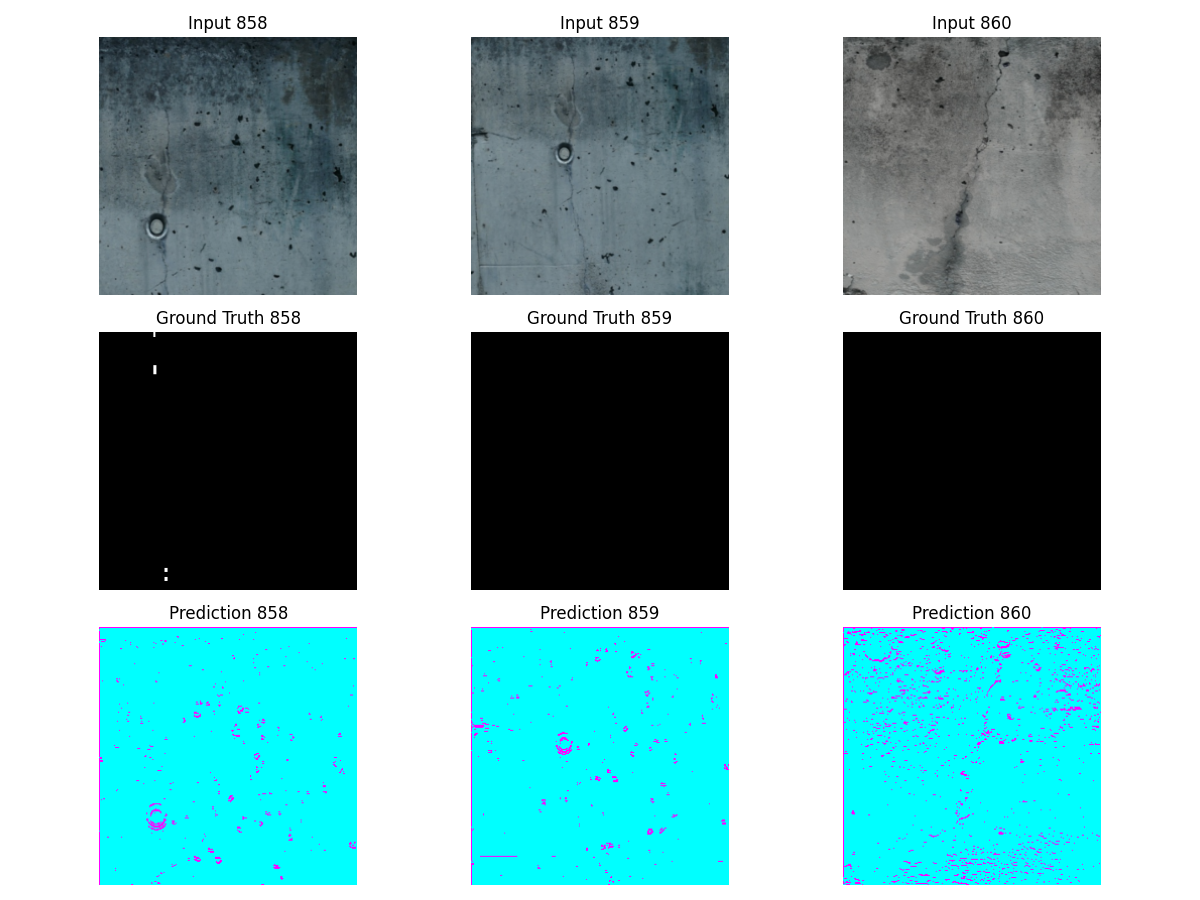 Input 858
Input 859
Input 860
Ground Truth 858
Ground Truth 859
Ground Truth 860
Prediction 858
Prediction 859
Prediction 860